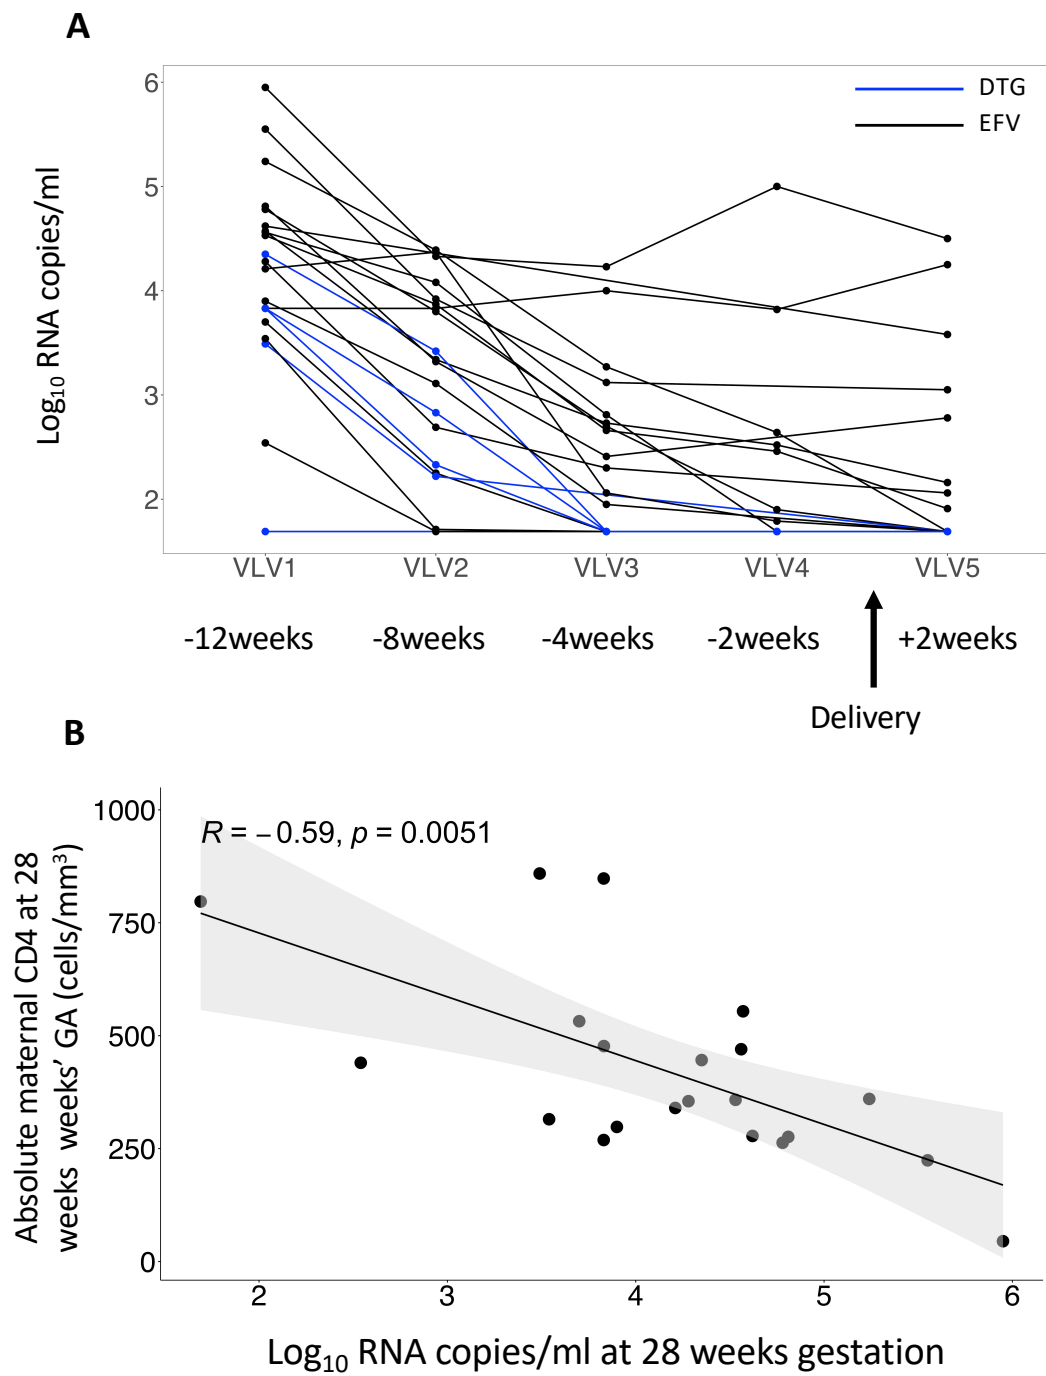 A
6
5
4
3
2
Log₁₀ RNA copies/ml
DTG
EFV
VLV1 VLV2 VLV3 VLV4 VLV5
-12weeks -8weeks -4weeks -2weeks +2weeks
Delivery
B
1000
750
500
250
0
Absolute maternal CD4 at 28
weeks weeks’ GA (cells/mm³)
R = −0.59, p = 0.0051
2 3 4 5 6
Log₁₀ RNA copies/ml at 28 weeks gestation